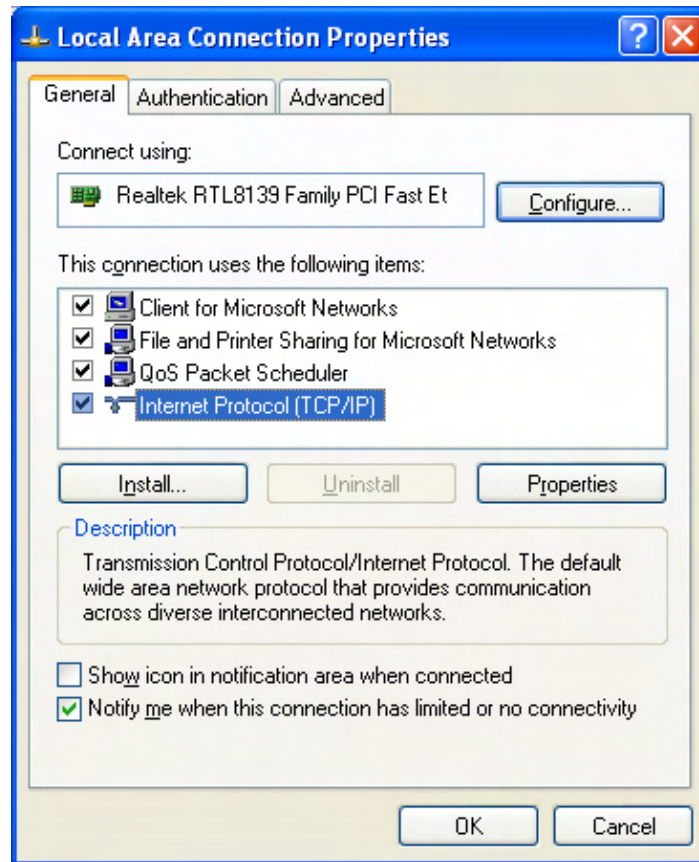 Local Area Connection Properties
General Authentication Advanced
Connect using:
Realtek RTL8139 Family PCI Fast Et
Configure...
This connection uses the following items:
Client for Microsoft Networks
File and Printer Sharing for Microsoft Networks
QoS Packet Scheduler
Internet Protocol (TCP/IP)
Install... Uninstall Properties
Description
Transmission Control Protocol/Internet Protocol. The default
wide area network protocol that provides communication
across diverse interconnected networks.
Show icon in notification area when connected
Notify me when this connection has limited or no connectivity
OK Cancel